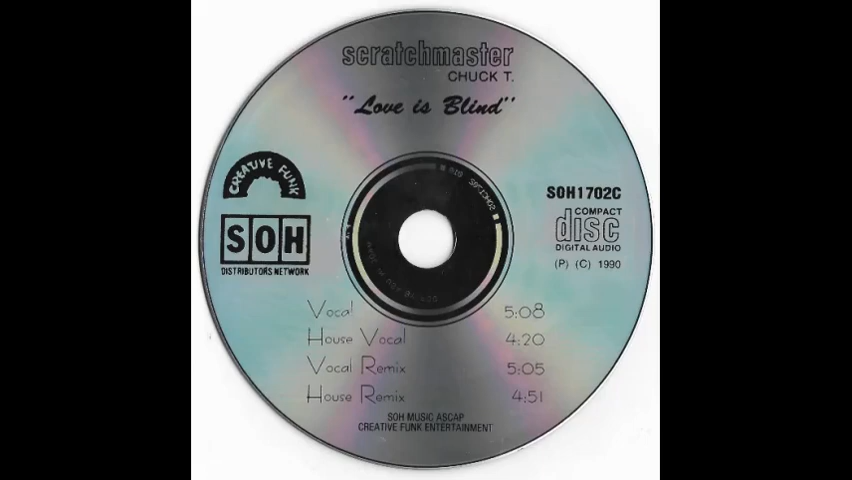 scratchmaster
CHUCK T.
"Love is Blind"
CREATIVE FUNK
SOH
DISTRIBUTORS NETWORK
SOH1702C
COMPACT
disc
DIGITAL AUDIO
(P) (C) 1990
Vocal 5:08
House Vocal 4:20
Vocal Remix 5:05
House Remix 4:51
SOH MUSIC ASCAP
CREATIVE FUNK ENTERTAINMENT